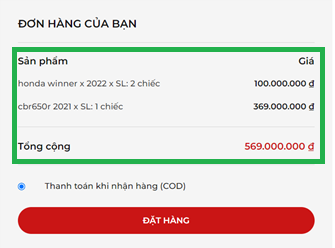 ĐƠN HÀNG CỦA BẠN
Sản phẩm Giá
honda winner x 2022 x SL: 2 chiếc 100.000.000 ₫
cbr650r 2021 x SL: 1 chiếc 369.000.000 ₫
Tổng cộng 569.000.000 ₫
Thanh toán khi nhận hàng (COD)
ĐẶT HÀNG